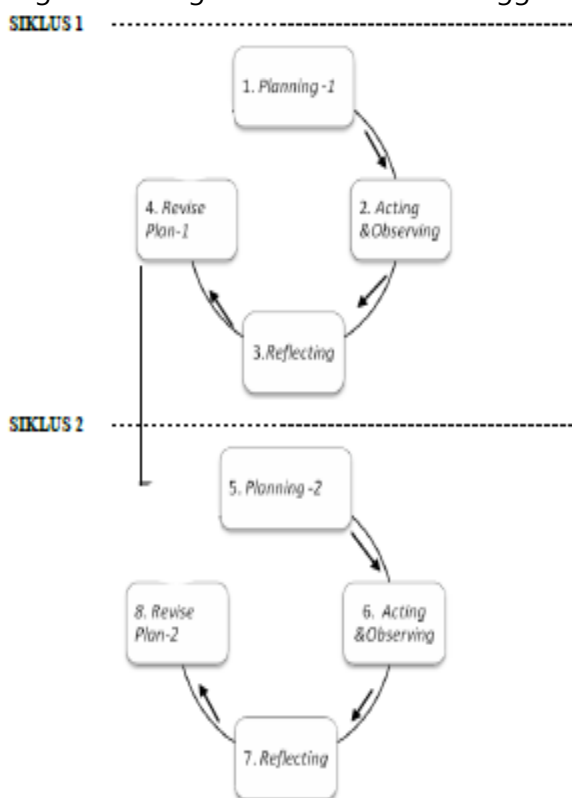 SIKLUS 1
1. Planning -1
2. Acting
&Observing
3.Reflecting
4. Revise
Plan-1
SIKLUS 2
5. Planning -2
6. Acting
&Observing
7. Reflecting
8. Revise
Plan-2